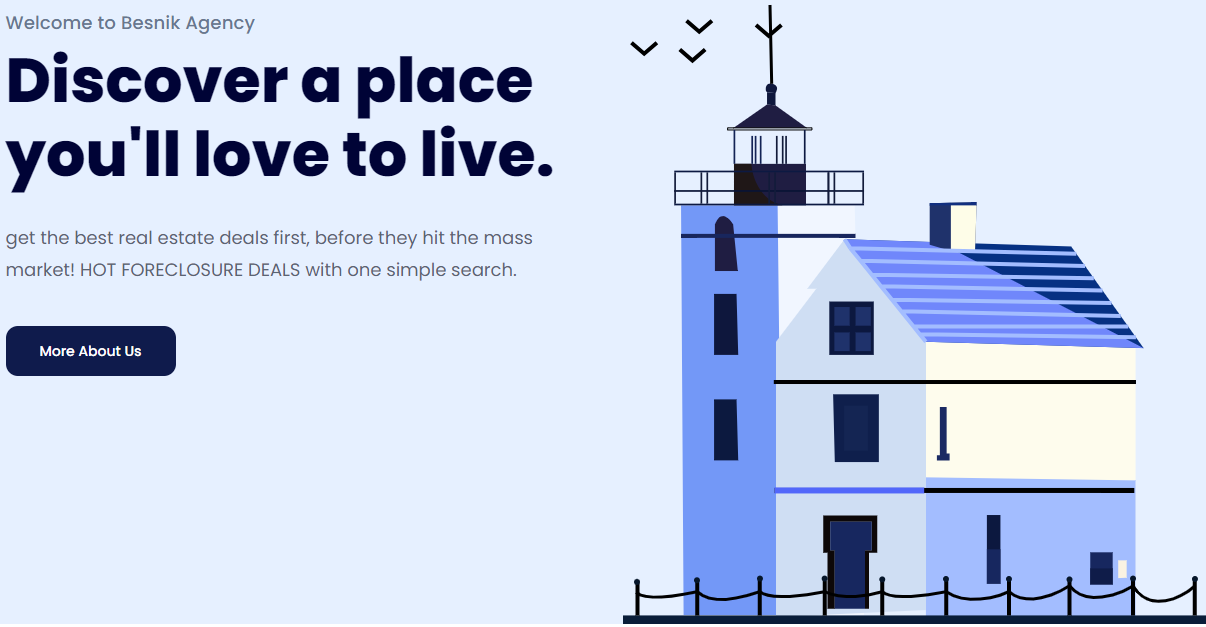 Welcome to Besnik Agency
Discover a place
you'll love to live.
get the best real estate deals first, before they hit the mass
market! HOT FORECLOSURE DEALS with one simple search.
More About Us